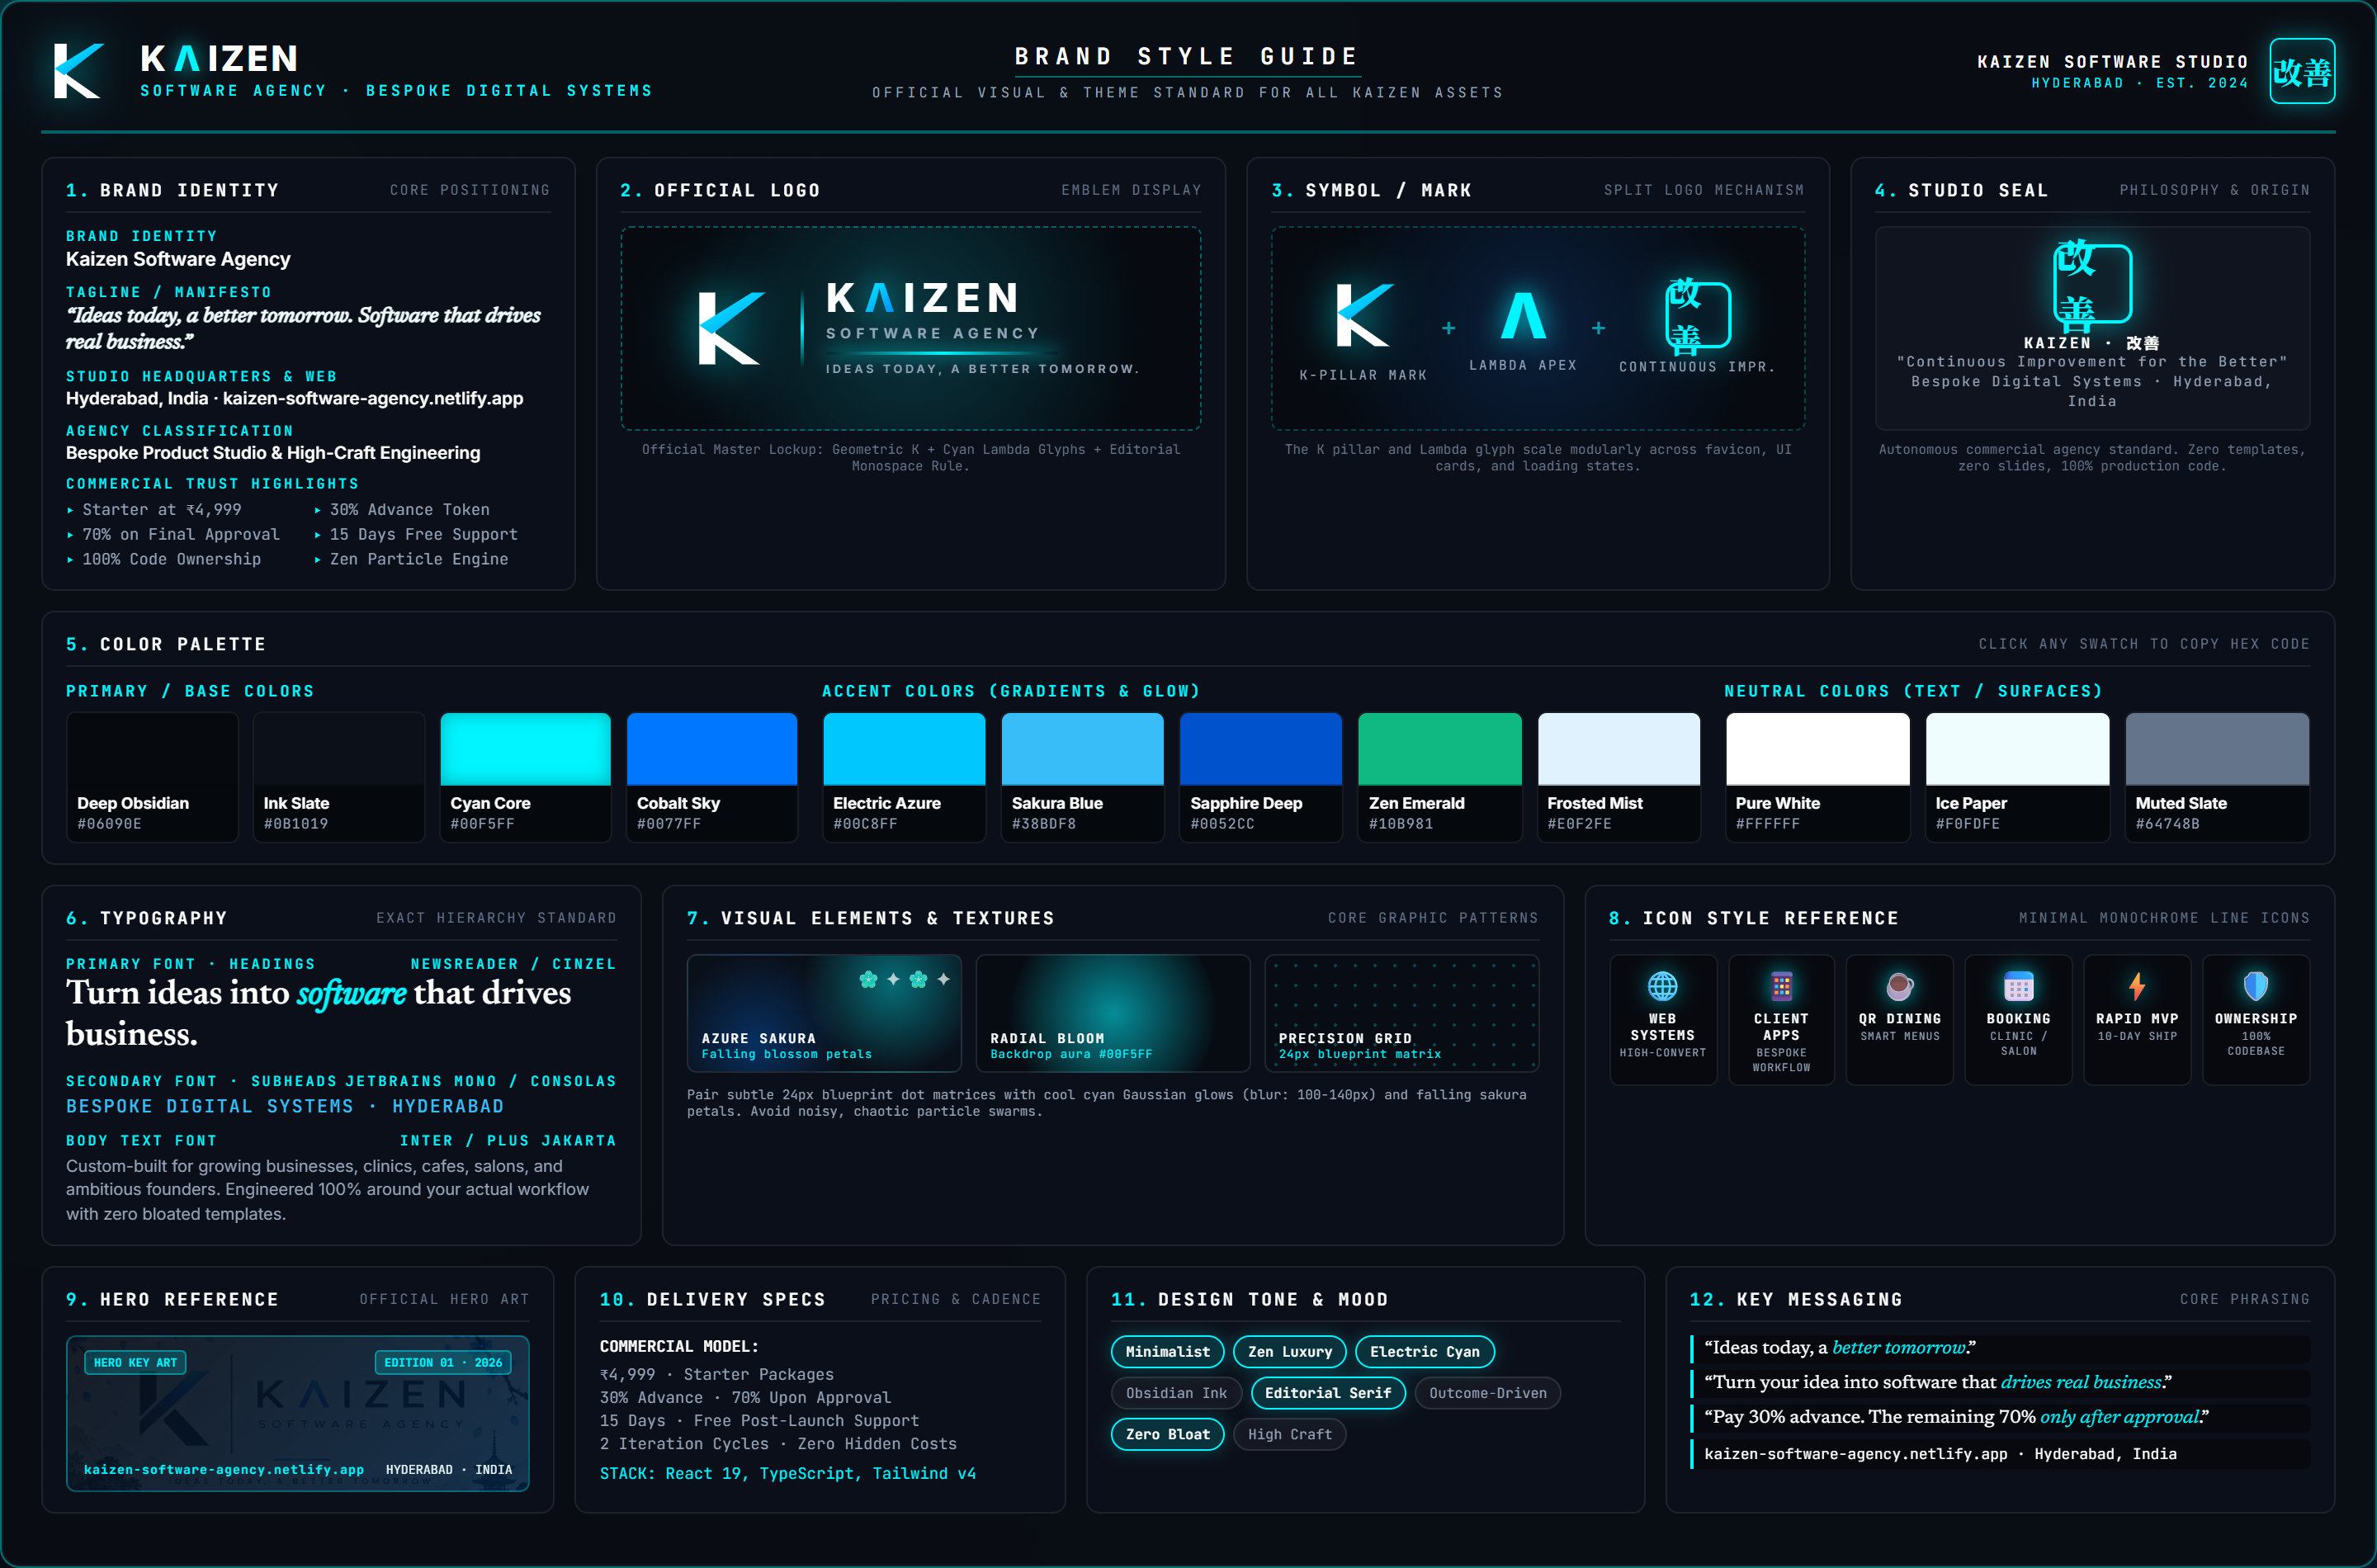 KΛIZEN
SOFTWARE AGENCY · BESPOKE DIGITAL SYSTEMS
BRAND STYLE GUIDE
OFFICIAL VISUAL & THEME STANDARD FOR ALL KAIZEN ASSETS
KAIZEN SOFTWARE STUDIO
HYDERABAD · EST. 2024
改善
1. BRAND IDENTITY
CORE POSITIONING
BRAND IDENTITY
Kaizen Software Agency
TAGLINE / MANIFESTO
“Ideas today, a better tomorrow. Software that drives
real business.”
STUDIO HEADQUARTERS & WEB
Hyderabad, India · kaizen-software-agency.netlify.app
AGENCY CLASSIFICATION
Bespoke Product Studio & High-Craft Engineering
COMMERCIAL TRUST HIGHLIGHTS
▸ Starter at ₹4,999
▸ 30% Advance Token
▸ 70% on Final Approval
▸ 15 Days Free Support
▸ 100% Code Ownership
▸ Zen Particle Engine
2. OFFICIAL LOGO
EMBLEM DISPLAY
KΛIZEN
SOFTWARE AGENCY
IDEAS TODAY, A BETTER TOMORROW.
Official Master Lockup: Geometric K + Cyan Lambda Glyphs + Editorial
Monospace Rule.
3. SYMBOL / MARK
SPLIT LOGO MECHANISM
K + Λ + 改善
K-PILLAR MARK
LAMBDA APEX
CONTINUOUS IMPR.
The K pillar and Lambda glyph scale modularly across favicon, UI
cards, and loading states.
4. STUDIO SEAL
PHILOSOPHY & ORIGIN
改
善
KAIZEN · 改善
"Continuous Improvement for the Better"
Bespoke Digital Systems · Hyderabad,
India
Autonomous commercial agency standard. Zero templates,
zero slides, 100% production code.
5. COLOR PALETTE
CLICK ANY SWATCH TO COPY HEX CODE
PRIMARY / BASE COLORS
Deep Obsidian
#06090E
Ink Slate
#0B1019
Cyan Core
#00F5FF
Cobalt Sky
#0077FF
ACCENT COLORS (GRADIENTS & GLOW)
Electric Azure
#00C8FF
Sakura Blue
#38BDF8
Sapphire Deep
#0052CC
Zen Emerald
#10B981
Frosted Mist
#E0F2FE
NEUTRAL COLORS (TEXT / SURFACES)
Pure White
#FFFFFF
Ice Paper
#F0FDFE
Muted Slate
#64748B
6. TYPOGRAPHY
EXACT HIERARCHY STANDARD
PRIMARY FONT · HEADINGS
NEWSREADER / CINZEL
Turn ideas into software that drives
business.
SECONDARY FONT · SUBHEADS
JETBRAINS MONO / CONSOLAS
BESPOKE DIGITAL SYSTEMS · HYDERABAD
BODY TEXT FONT
INTER / PLUS JAKARTA
Custom-built for growing businesses, clinics, cafes, salons, and
ambitious founders. Engineered 100% around your actual workflow
with zero bloated templates.
7. VISUAL ELEMENTS & TEXTURES
CORE GRAPHIC PATTERNS
AZURE SAKURA
Falling blossom petals
RADIAL BLOOM
Backdrop aura #00F5FF
PRECISION GRID
24px blueprint matrix
Pair subtle 24px blueprint dot matrices with cool cyan Gaussian glows (blur: 100-140px) and falling sakura
petals. Avoid noisy, chaotic particle swarms.
8. ICON STYLE REFERENCE
MINIMAL MONOCHROME LINE ICONS
WEB
SYSTEMS
HIGH-CONVERT
CLIENT
APPS
BESPOKE
WORKFLOW
QR DINING
SMART MENUS
BOOKING
CLINIC /
SALON
RAPID MVP
10-DAY SHIP
OWNERSHIP
100%
CODEBASE
9. HERO REFERENCE
OFFICIAL HERO ART
HERO KEY ART
EDITION 01 · 2026
KΛIZEN
SOFTWARE AGENCY
kaizen-software-agency.netlify.app
HYDERABAD · INDIA
IDEAS TODAY, A BETTER TOMORROW
10. DELIVERY SPECS
PRICING & CADENCE
COMMERCIAL MODEL:
₹4,999 · Starter Packages
30% Advance · 70% Upon Approval
15 Days · Free Post-Launch Support
2 Iteration Cycles · Zero Hidden Costs
STACK: React 19, TypeScript, Tailwind v4
11. DESIGN TONE & MOOD
Minimalist
Zen Luxury
Electric Cyan
Obsidian Ink
Editorial Serif
Outcome-Driven
Zero Bloat
High Craft
12. KEY MESSAGING
CORE PHRASING
“Ideas today, a better tomorrow.”
“Turn your idea into software that drives real business.”
“Pay 30% advance. The remaining 70% only after approval.”
kaizen-software-agency.netlify.app · Hyderabad, India